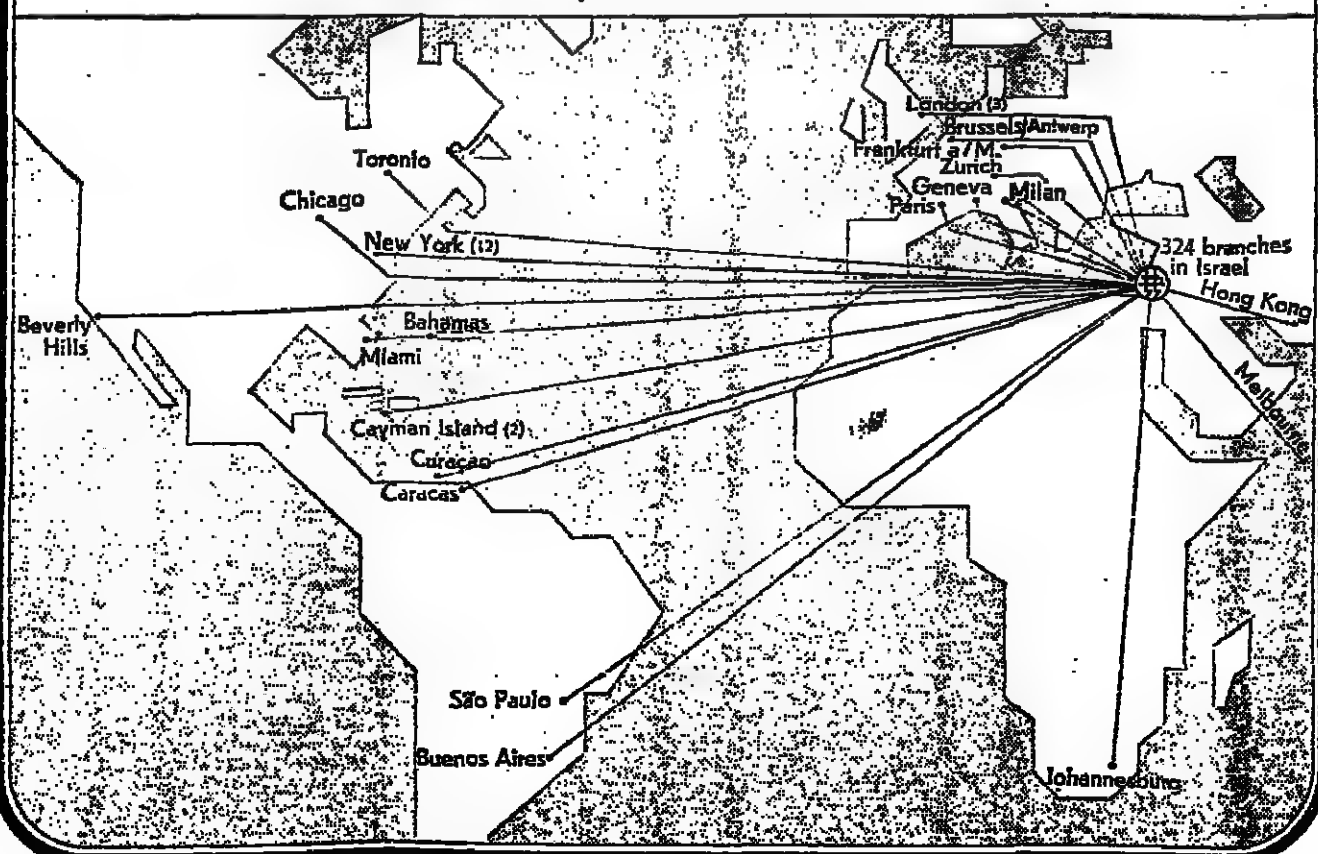 London (3)
Brussels/Antwerp
Frankfurt a/M.
Zurich
Geneva
Milan
Paris
Toronto
Chicago
New York (12)
324 branches
in Israel
Hong Kong
Beverly
Hills
Bahamas
Miami
Melbourne
Cayman Island (2)
Curaçao
Caracas
São Paulo
Buenos Aires
Johannesburg